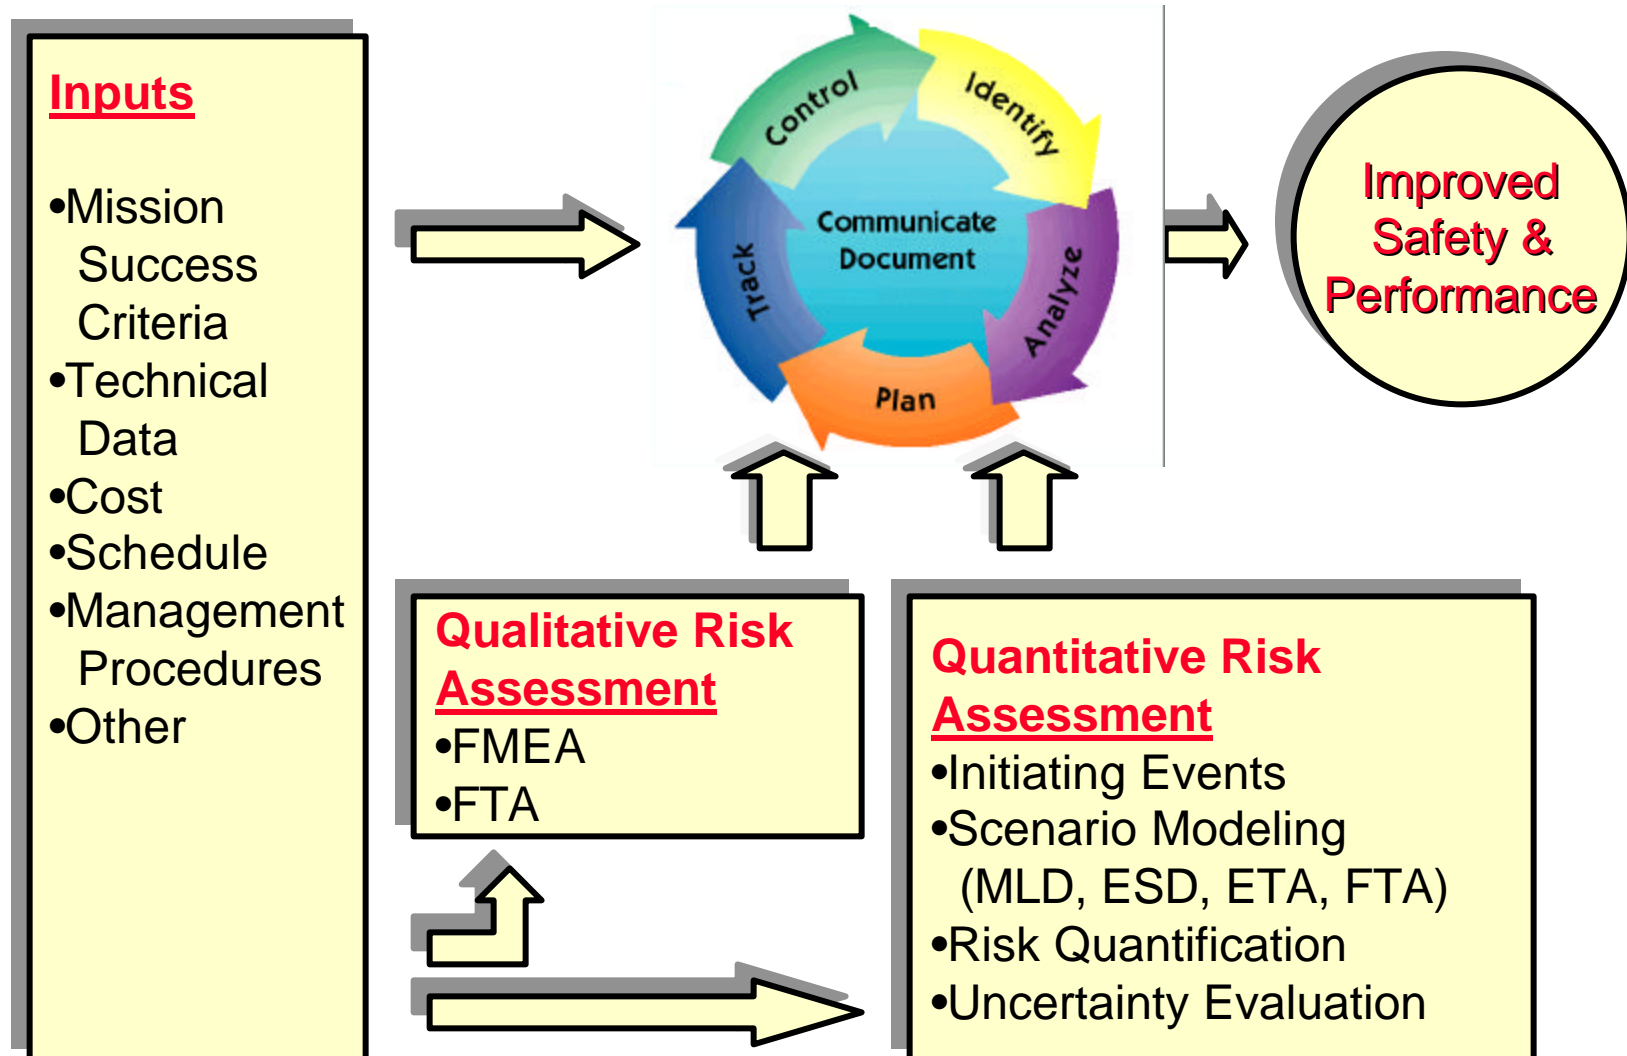 Inputs
•Mission
Success
Criteria
•Technical
Data
•Cost
•Schedule
•Management
Procedures
•Other
Control
Identify
Analyze
Plan
Track
Communicate
Document
Improved
Safety &
Performance
Qualitative Risk
Assessment
•FMEA
•FTA
Quantitative Risk
Assessment
•Initiating Events
•Scenario Modeling
(MLD, ESD, ETA, FTA)
•Risk Quantification
•Uncertainty Evaluation